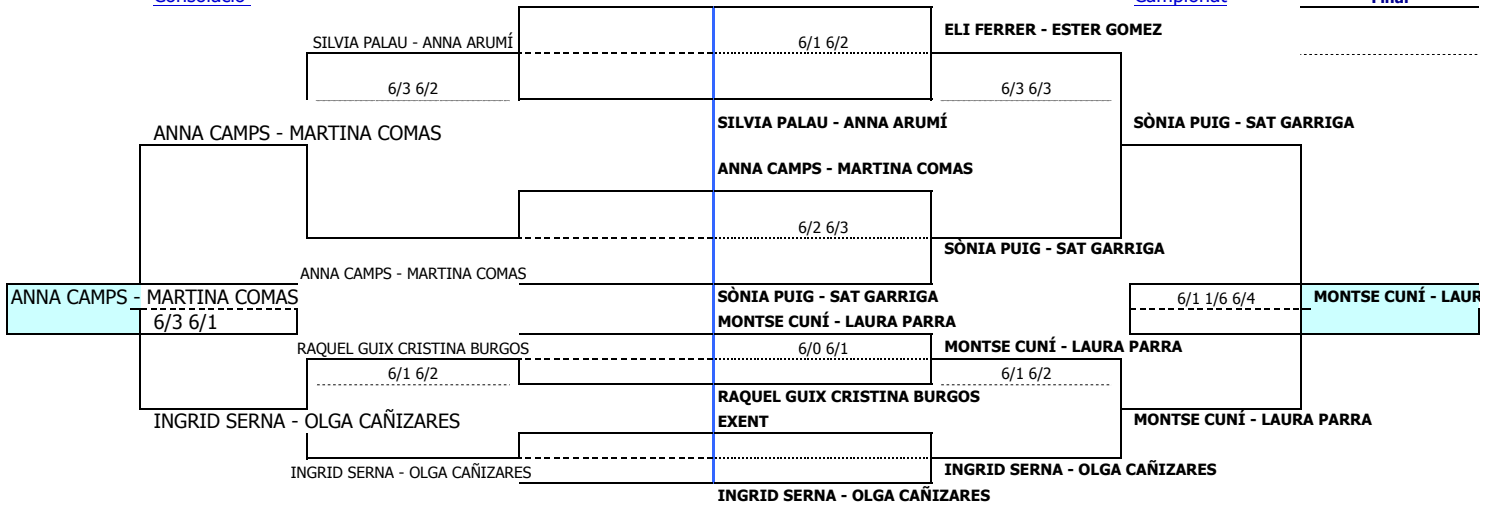 Consolació
Campionat
Final
ELI FERRER - ESTER GOMEZ
SILVIA PALAU - ANNA ARUMÍ
6/1 6/2
6/3 6/2
6/3 6/3
SILVIA PALAU - ANNA ARUMÍ
SÒNIA PUIG - SAT GARRIGA
ANNA CAMPS - MARTINA COMAS
ANNA CAMPS - MARTINA COMAS
6/2 6/3
SÒNIA PUIG - SAT GARRIGA
ANNA CAMPS - MARTINA COMAS
ANNA CAMPS - MARTINA COMAS
SÒNIA PUIG - SAT GARRIGA
6/1 1/6 6/4
MONTSE CUNÍ - LAUR
6/3 6/1
MONTSE CUNÍ - LAURA PARRA
RAQUEL GUIX CRISTINA BURGOS
6/0 6/1
MONTSE CUNÍ - LAURA PARRA
6/1 6/2
6/1 6/2
RAQUEL GUIX CRISTINA BURGOS
INGRID SERNA - OLGA CAÑIZARES
EXENT
MONTSE CUNÍ - LAURA PARRA
INGRID SERNA - OLGA CAÑIZARES
INGRID SERNA - OLGA CAÑIZARES
INGRID SERNA - OLGA CAÑIZARES